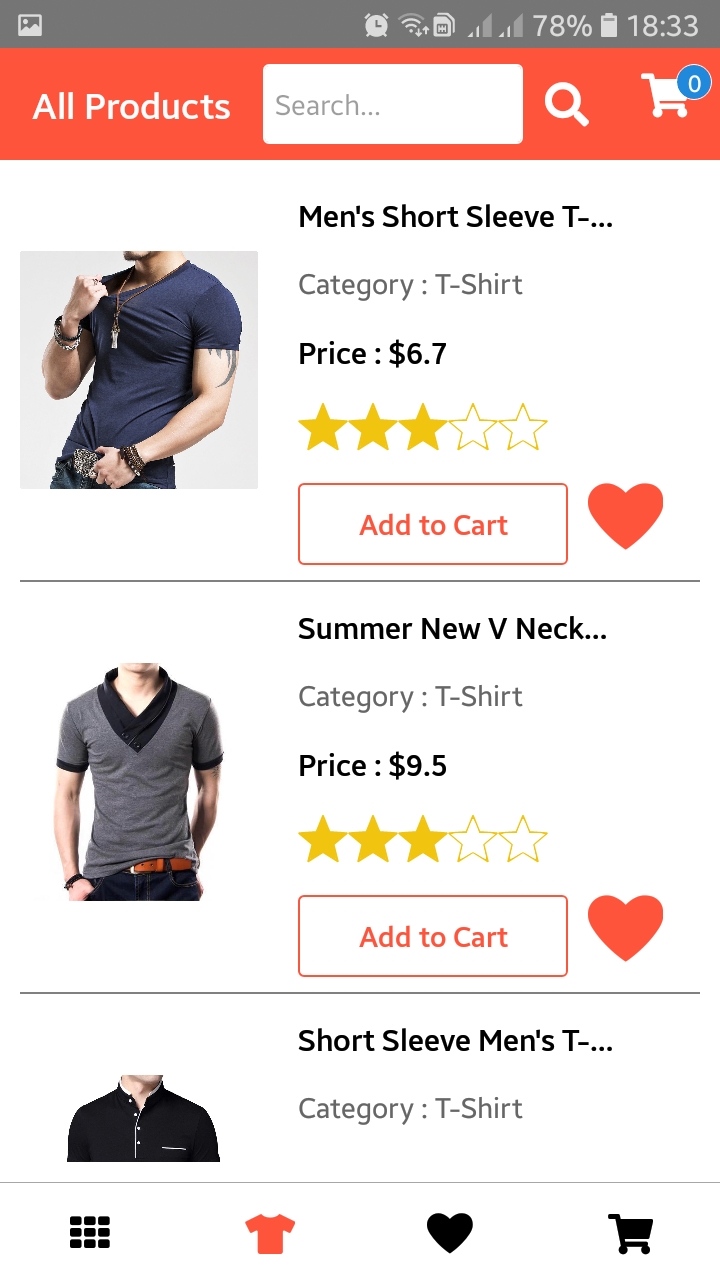 78% 18:33
All Products Search... 0
Men's Short Sleeve T-...
Category : T-Shirt
Price : $6.7
Add to Cart
Summer New V Neck...
Category : T-Shirt
Price : $9.5
Add to Cart
Short Sleeve Men's T-...
Category : T-Shirt